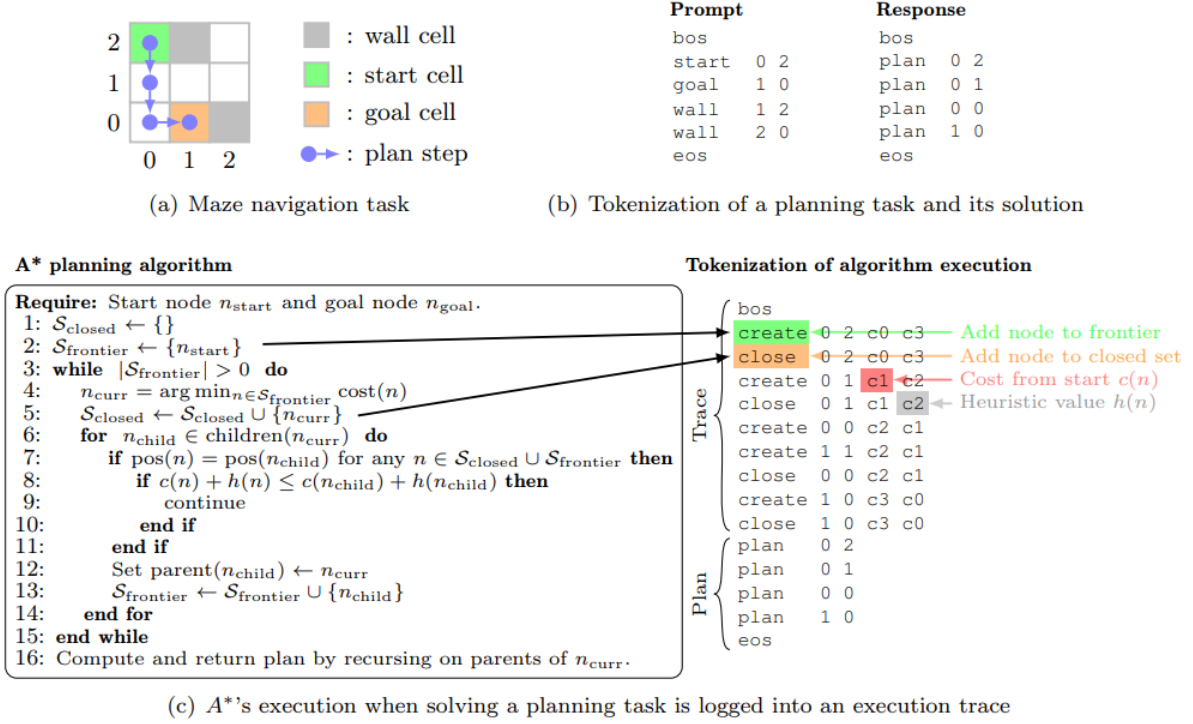 2
1
0
0 1 2
: wall cell
: start cell
: goal cell
: plan step
(a) Maze navigation task
Prompt
bos
start 0 2
goal 1 0
wall 1 2
wall 2 0
eos
Response
bos
plan 0 2
plan 0 1
plan 0 0
plan 1 0
eos
(b) Tokenization of a planning task and its solution
A* planning algorithm
Require: Start node n_start and goal node n_goal.
1: S_closed ← {}
2: S_frontier ← {n_start}
3: while |S_frontier| > 0 do
4: n_curr = arg min_{n∈S_frontier} cost(n)
5: S_closed ← S_closed ∪ {n_curr}
6: for n_child ∈ children(n_curr) do
7: if pos(n) = pos(n_child) for any n ∈ S_closed ∪ S_frontier then
8: if c(n) + h(n) ≤ c(n_child) + h(n_child) then
9: continue
10: end if
11: end if
12: Set parent(n_child) ← n_curr
13: S_frontier ← S_frontier ∪ {n_child}
14: end for
15: end while
16: Compute and return plan by recursing on parents of n_curr.
Tokenization of algorithm execution
Trace
bos
create 0 2 c0 c3 Add node to frontier
close 0 2 c0 c3 Add node to closed set
create 0 1 c1 c2 Cost from start c(n)
close 0 1 c1 c2 Heuristic value h(n)
create 0 0 c2 c1
create 1 1 c2 c1
close 0 0 c2 c1
create 1 0 c3 c0
close 1 0 c3 c0
Plan
plan 0 2
plan 0 1
plan 0 0
plan 1 0
eos
(c) A*'s execution when solving a planning task is logged into an execution trace